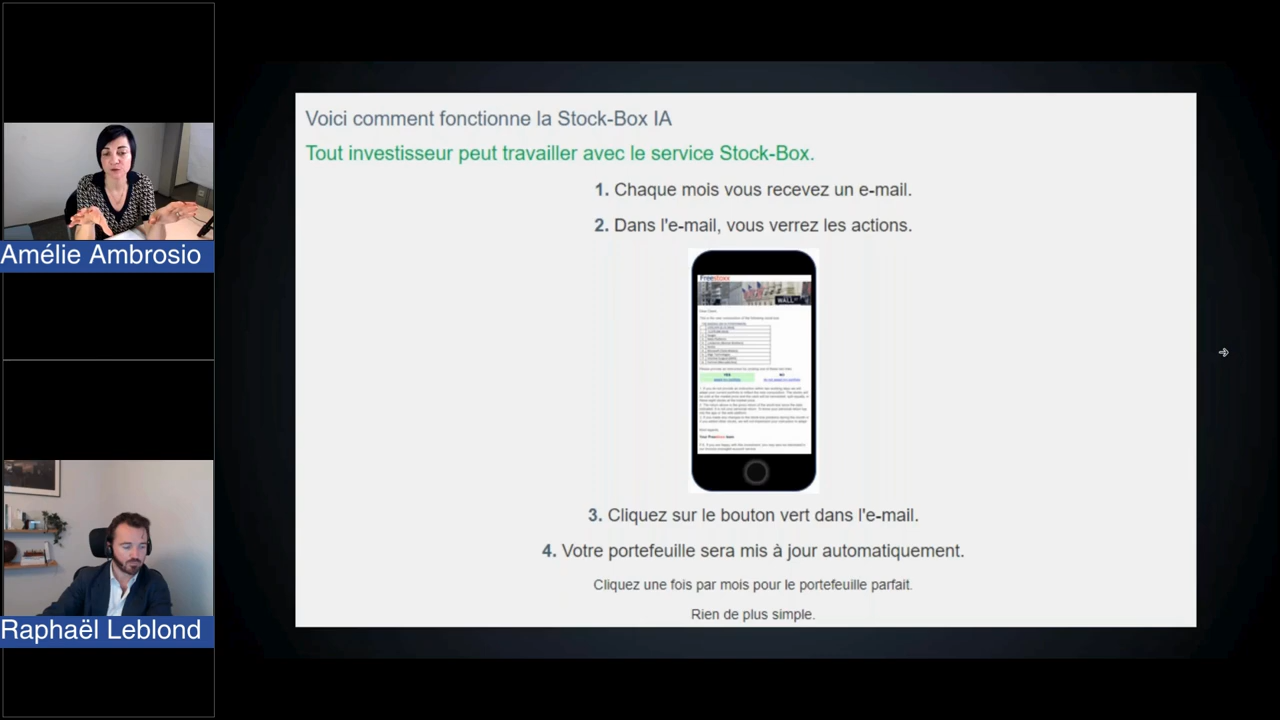 Voici comment fonctionne la Stock-Box IA
Tout investisseur peut travailler avec le service Stock-Box.
1. Chaque mois vous recevez un e-mail.
2. Dans l'e-mail, vous verrez les actions.
Freestoxx
WALL
3. Cliquez sur le bouton vert dans l'e-mail.
4. Votre portefeuille sera mis à jour automatiquement.
Cliquez une fois par mois pour le portefeuille parfait.
Rien de plus simple.
Amélie Ambrosio
Raphaël Leblond